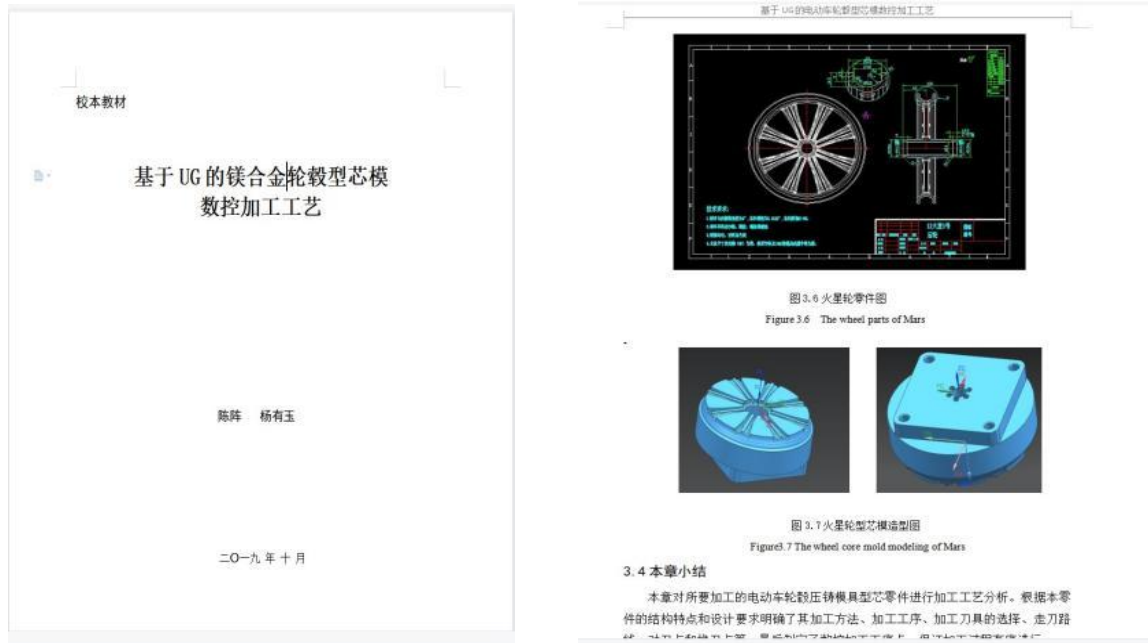 校本教材
基于 UG 的镁合金轮毂型芯模
数控加工工艺
陈阵 杨有玉
二〇一九 年 十 月
基于 UG的电动车轮毂型芯模数控加工工艺
图3.6 火星轮零件图
Figure 3.6 The wheel parts of Mars
图 3.7火星轮型芯模造型图
Figure3.7 The wheel core mold modeling of Mars
3.4 本章小结
本章对所要加工的电动车轮毂压铸模具型芯零件进行加工工艺分析。根据本零
件的结构特点和设计要求明确了其加工方法、加工工序、加工刀具的选择、走刀路